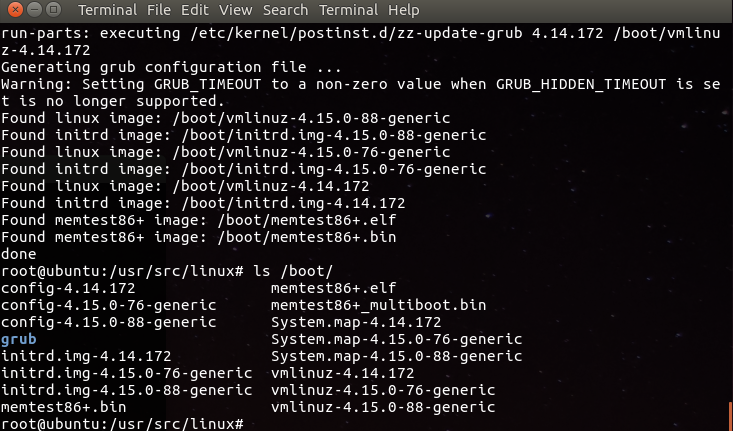 Terminal File Edit View Search Terminal Help
run-parts: executing /etc/kernel/postinst.d/zz-update-grub 4.14.172 /boot/vmlinu
z-4.14.172
Generating grub configuration file ...
Warning: Setting GRUB_TIMEOUT to a non-zero value when GRUB_HIDDEN_TIMEOUT is se
t is no longer supported.
Found linux image: /boot/vmlinuz-4.15.0-88-generic
Found initrd image: /boot/initrd.img-4.15.0-88-generic
Found linux image: /boot/vmlinuz-4.15.0-76-generic
Found initrd image: /boot/initrd.img-4.15.0-76-generic
Found linux image: /boot/vmlinuz-4.14.172
Found initrd image: /boot/initrd.img-4.14.172
Found memtest86+ image: /boot/memtest86+.elf
Found memtest86+ image: /boot/memtest86+.bin
done
root@ubuntu:/usr/src/linux# ls /boot/
config-4.14.172 memtest86+.elf
config-4.15.0-76-generic memtest86+_multiboot.bin
config-4.15.0-88-generic System.map-4.14.172
grub System.map-4.15.0-76-generic
initrd.img-4.14.172 System.map-4.15.0-88-generic
initrd.img-4.15.0-76-generic vmlinuz-4.14.172
initrd.img-4.15.0-88-generic vmlinuz-4.15.0-76-generic
memtest86+.bin vmlinuz-4.15.0-88-generic
root@ubuntu:/usr/src/linux#